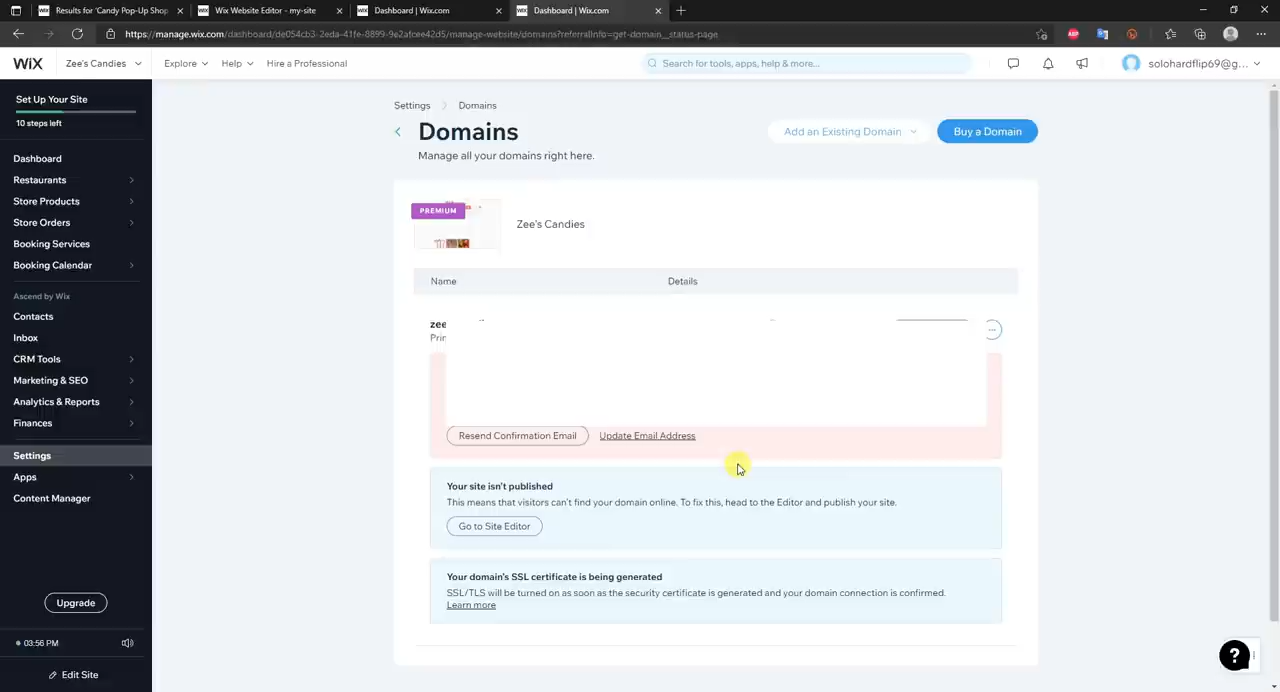 Results for 'Candy Pop-Up Shop
Wix Website Editor - my-site
Dashboard | Wix.com
Dashboard | Wix.com
https://manage.wix.com/dashboard/de054cb3-2eda-41fe-8899-9e2afcee42d5/manage-website/domains?referralInfo=get-domain_status-page
WiX
Zee's Candies
Explore
Help
Hire a Professional
Search for tools, apps, help & more...
solohardflip69@g...
Set Up Your Site
10 steps left
Dashboard
Restaurants
Store Products
Store Orders
Booking Services
Booking Calendar
Ascend by Wix
Contacts
Inbox
CRM Tools
Marketing & SEO
Analytics & Reports
Finances
Settings
Apps
Content Manager
Upgrade
03:56 PM
Edit Site
Settings
Domains
Domains
Manage all your domains right here.
Add an Existing Domain
Buy a Domain
PREMIUM
Zee's Candies
Name
Details
zee
Prir
Resend Confirmation Email
Update Email Address
Your site isn't published
This means that visitors can't find your domain online. To fix this, head to the Editor and publish your site.
Go to Site Editor
Your domain's SSL certificate is being generated
SSL/TLS will be turned on as soon as the security certificate is generated and your domain connection is confirmed.
Learn more
?